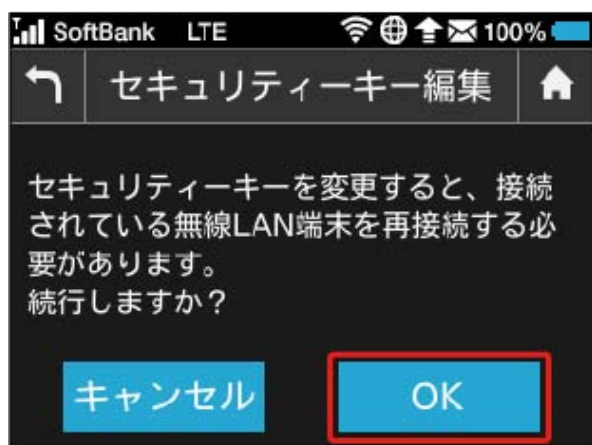 SoftBank LTE 100%
セキュリティーキー編集
セキュリティーキーを変更すると、接続
されている無線LAN端末を再接続する必
要があります。
続行しますか？
キャンセル OK